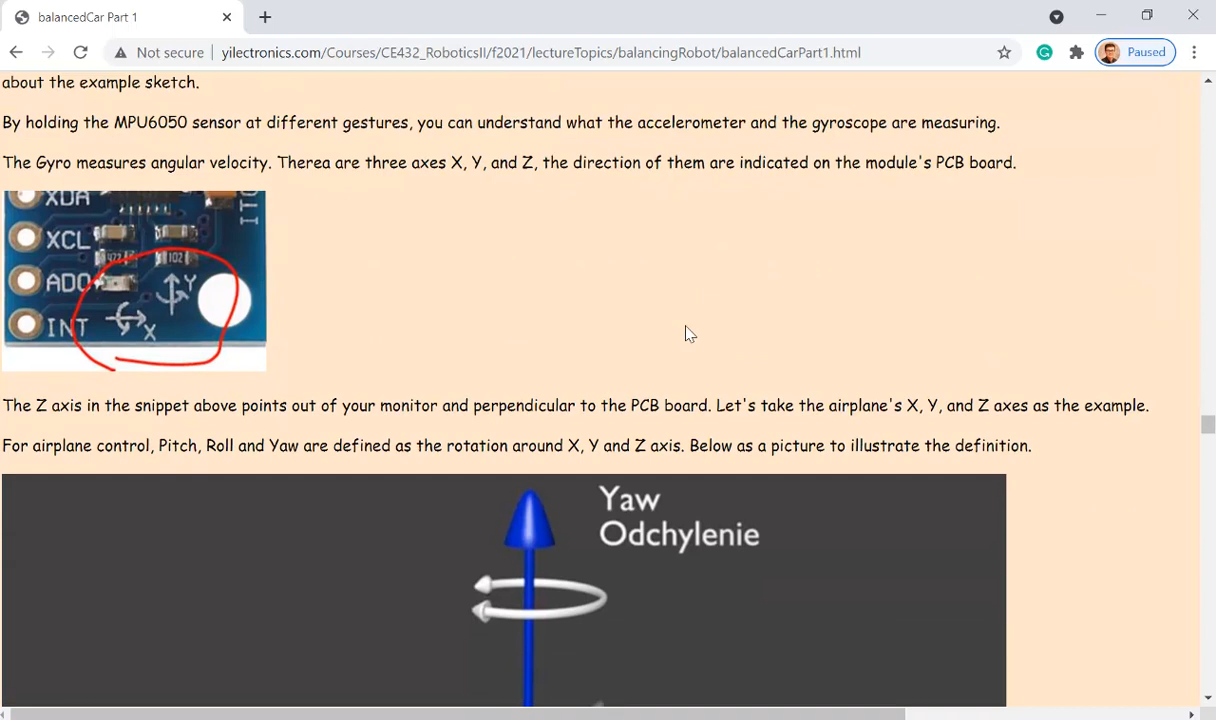 balancedCar Part 1
Not secure
yilectronics.com/Courses/CE432_RoboticsII/f2021/lectureTopics/balancingRobot/balancedCarPart1.html
Paused
about the example sketch.
By holding the MPU6050 sensor at different gestures, you can understand what the accelerometer and the gyroscope are measuring.
The Gyro measures angular velocity. Therea are three axes X, Y, and Z, the direction of them are indicated on the module's PCB board.
XDA
XCL
472
102
AD0
Y
INT
X
The Z axis in the snippet above points out of your monitor and perpendicular to the PCB board. Let's take the airplane's X, Y, and Z axes as the example.
For airplane control, Pitch, Roll and Yaw are defined as the rotation around X, Y and Z axis. Below as a picture to illustrate the definition.
Yaw
Odchylenie